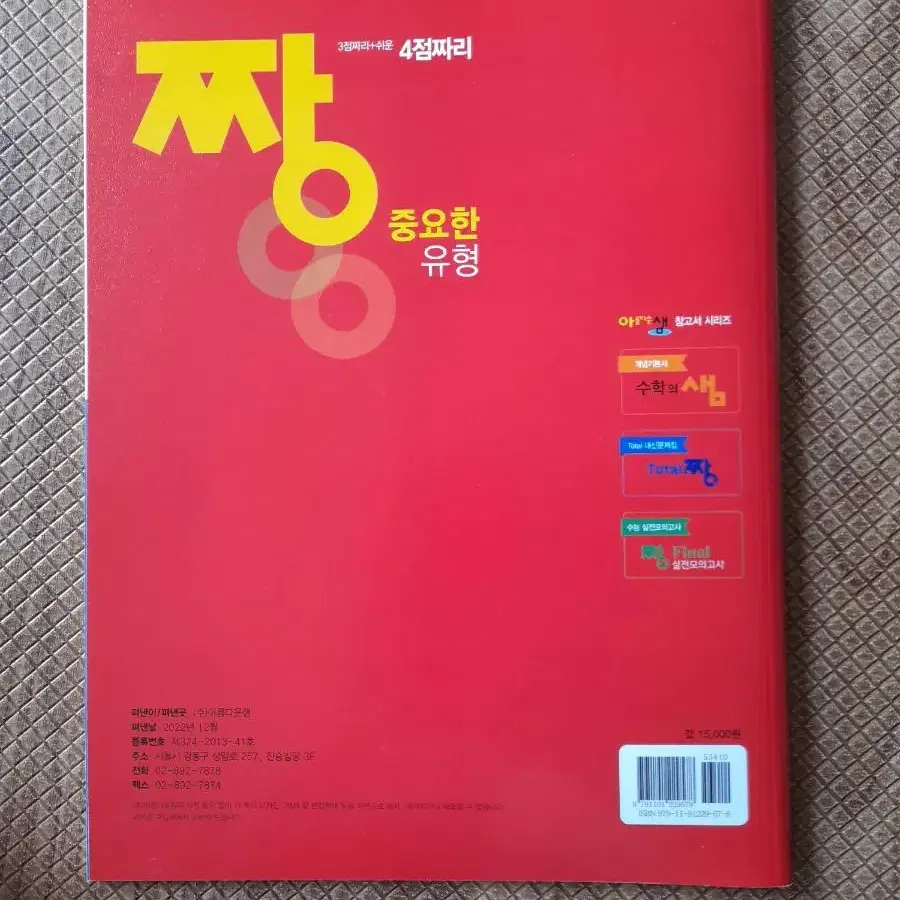 3점짜리+쉬운 4점짜리
짱
중요한
유형
아름다운샘 참고서 시리즈
개념기본서
수학의 샘
Total 내신문제집
Total 짱
수능 실전모의고사
짱 Final
실전모의고사
펴낸이/펴낸곳 (주)아름다운샘
펴낸날 2022년 12월
등록번호 제324-2013-41호
주소 서울시 강동구 상암로 257, 진승빌딩 3F
전화 02-892-7878
팩스 02-892-7874
값 15,000원
53410